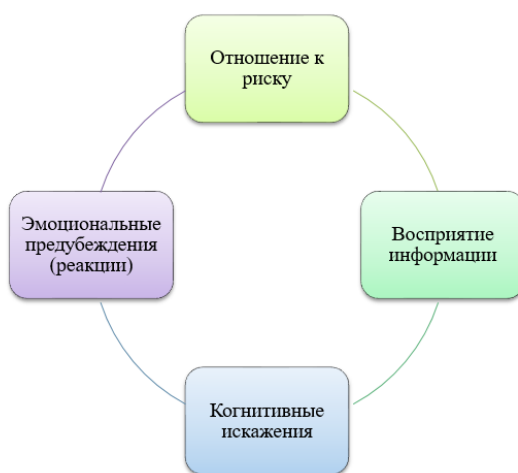 Отношение к
риску
Эмоциональные
предубеждения
(реакции)
Восприятие
информации
Когнитивные
искажения